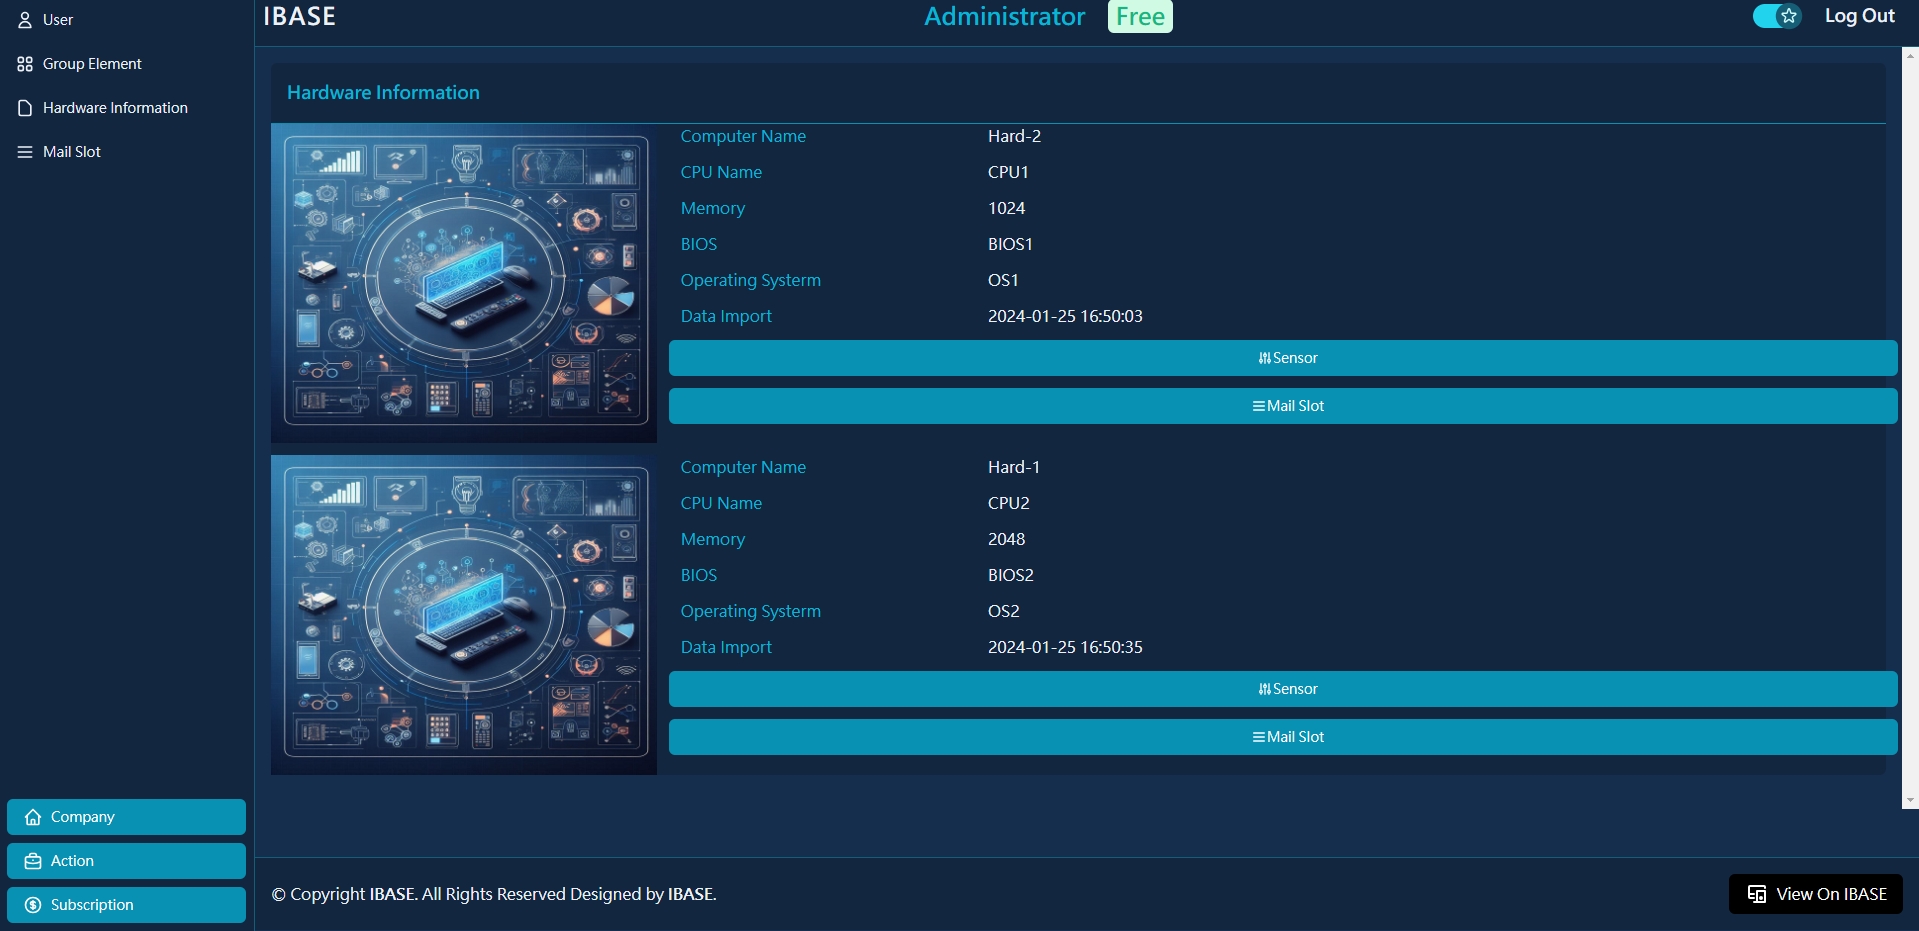 User
Group Element
Hardware Information
Mail Slot
Company
Action
Subscription
IBASE
Administrator Free
Log Out
Hardware Information
Computer Name Hard-2
CPU Name CPU1
Memory 1024
BIOS BIOS1
Operating Systerm OS1
Data Import 2024-01-25 16:50:03
Sensor
Mail Slot
Computer Name Hard-1
CPU Name CPU2
Memory 2048
BIOS BIOS2
Operating Systerm OS2
Data Import 2024-01-25 16:50:35
Sensor
Mail Slot
© Copyright IBASE. All Rights Reserved Designed by IBASE.
View On IBASE